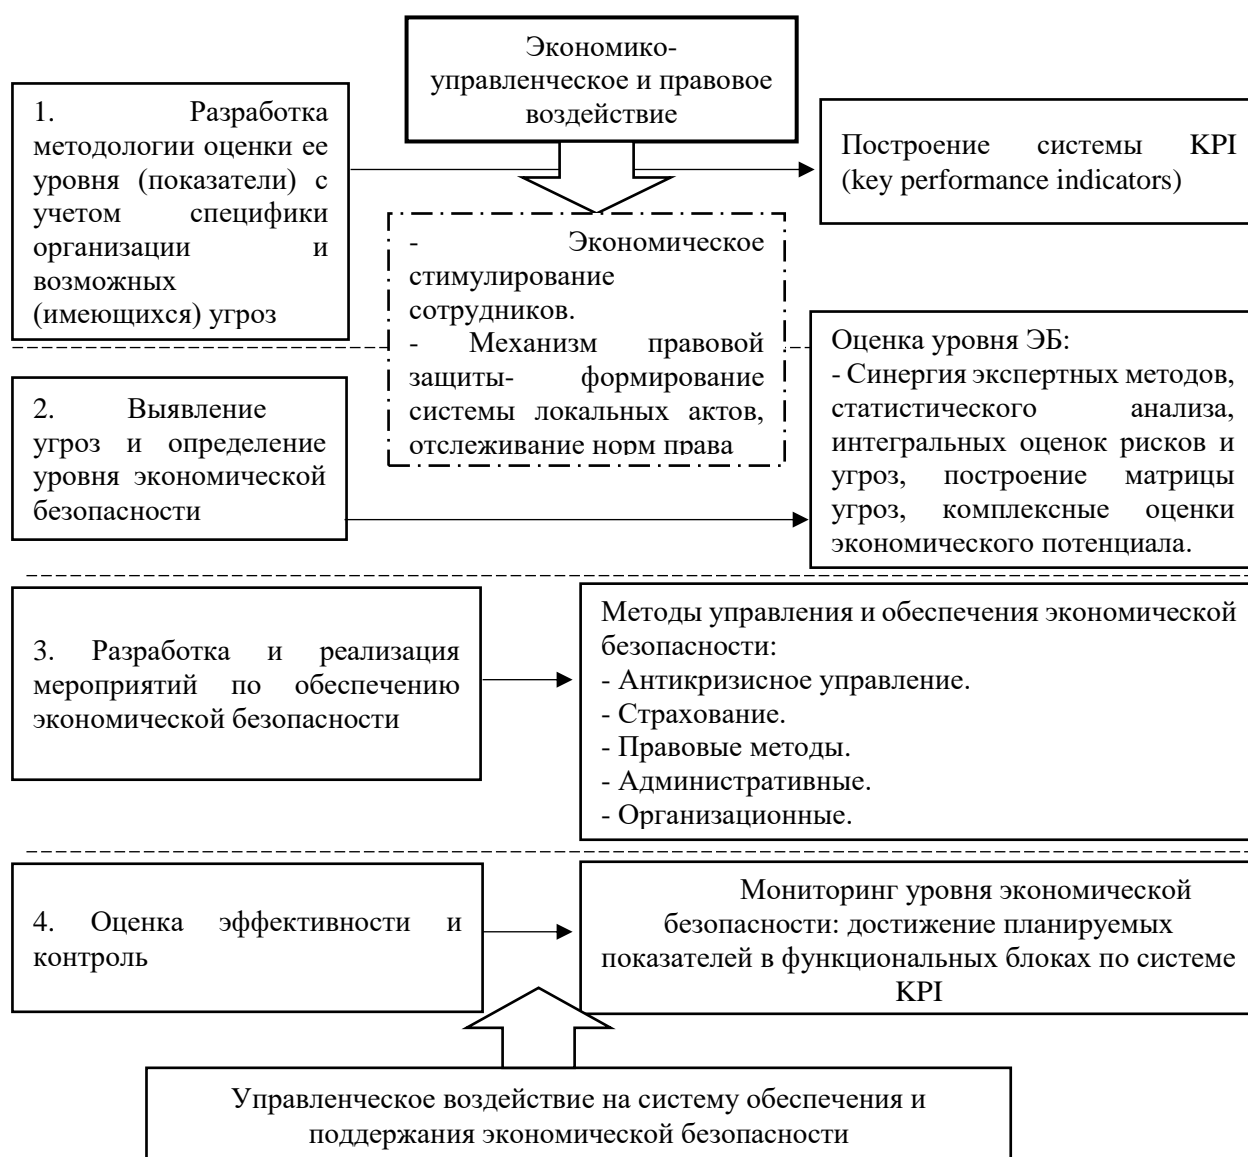 Экономико-
управленческое и правовое
воздействие
1. Разработка
методологии оценки ее
уровня (показатели) с
учетом специфики
организации и
возможных
(имеющихся) угроз
Построение системы KPI
(key performance indicators)
- Экономическое
стимулирование
сотрудников.
- Механизм правовой
защиты- формирование
системы локальных актов,
отслеживание норм права
2. Выявление
угроз и определение
уровня экономической
безопасности
Оценка уровня ЭБ:
- Синергия экспертных методов,
статистического анализа,
интегральных оценок рисков и
угроз, построение матрицы
угроз, комплексные оценки
экономического потенциала.
3. Разработка и реализация
мероприятий по обеспечению
экономической безопасности
Методы управления и обеспечения экономической
безопасности:
- Антикризисное управление.
- Страхование.
- Правовые методы.
- Административные.
- Организационные.
4. Оценка эффективности и
контроль
Мониторинг уровня экономической
безопасности: достижение планируемых
показателей в функциональных блоках по системе
KPI
Управленческое воздействие на систему обеспечения и
поддержания экономической безопасности